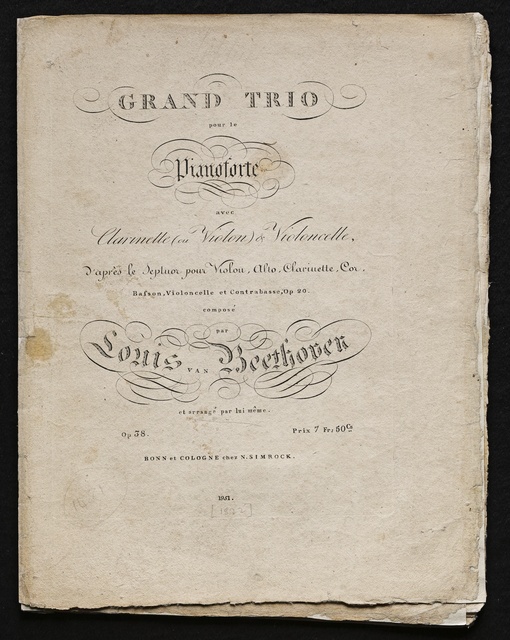 GRAND TRIO
pour le
Pianoforte
avec
Clarinette (ou Violon) & Violoncelle,
d'après le Septuor pour Violon, Alto, Clarinette, Cor,
Basson, Violoncelle et Contrabasse, Op 20.
composé
par
Louis VAN Beethoven
et arrangé par lui même.
Op 38. Prix 7 Frs 50Cs
BONN et COLOGNE chez N. SIMROCK.